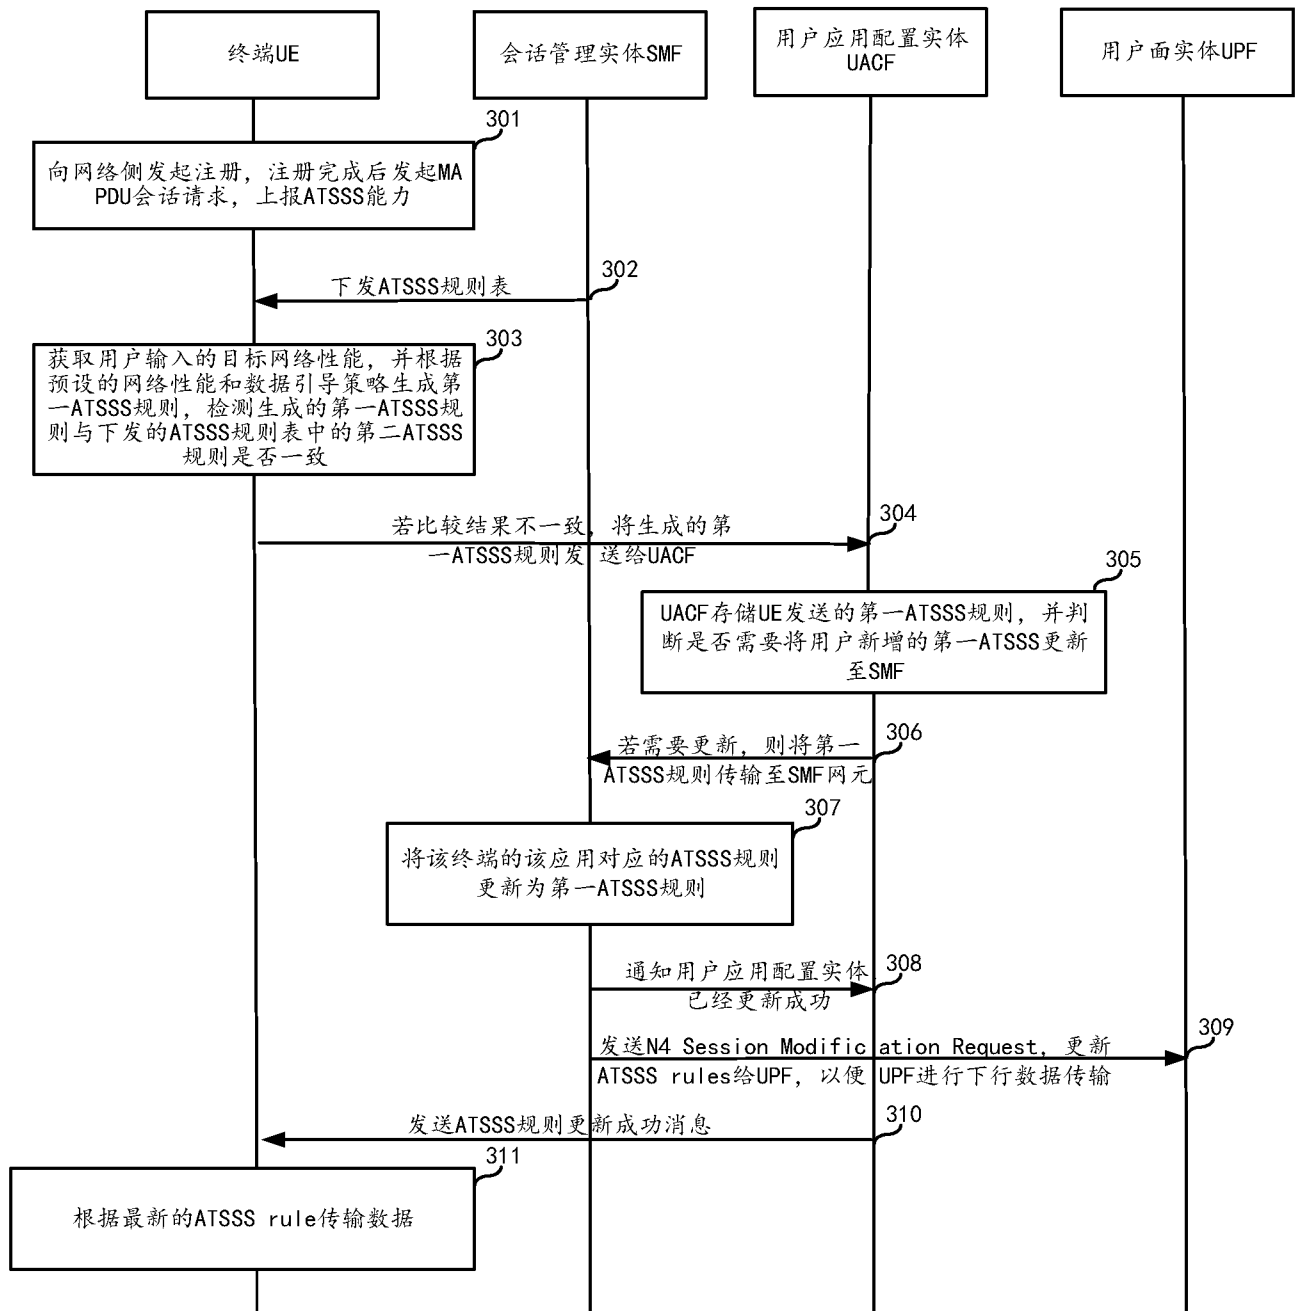 终端UE
会话管理实体SMF
用户应用配置实体
UACF
用户面实体UPF
301
向网络侧发起注册，注册完成后发起MA
PDU会话请求，上报ATSSS能力
302
下发ATSSS规则表
303
获取用户输入的目标网络性能，并根据
预设的网络性能和数据引导策略生成第
一ATSSS规则，检测生成的第一ATSSS规
则与下发的ATSSS规则表中的第二ATSSS
规则是否一致
304
若比较结果不一致，将生成的第
一ATSSS规则发送给UACF
305
UACF存储UE发送的第一ATSSS规则，并判
断是否需要将用户新增的第一ATSSS更新
至SMF
306
若需要更新，则将第一
ATSSS规则传输至SMF网元
307
将该终端的该应用对应的ATSSS规则
更新为第一ATSSS规则
308
通知用户应用配置实体
已经更新成功
309
发送N4 Session Modification Request，更新
ATSSS rules给UPF，以便UPF进行下行数据传输
310
发送ATSSS规则更新成功消息
311
根据最新的ATSSS rule传输数据